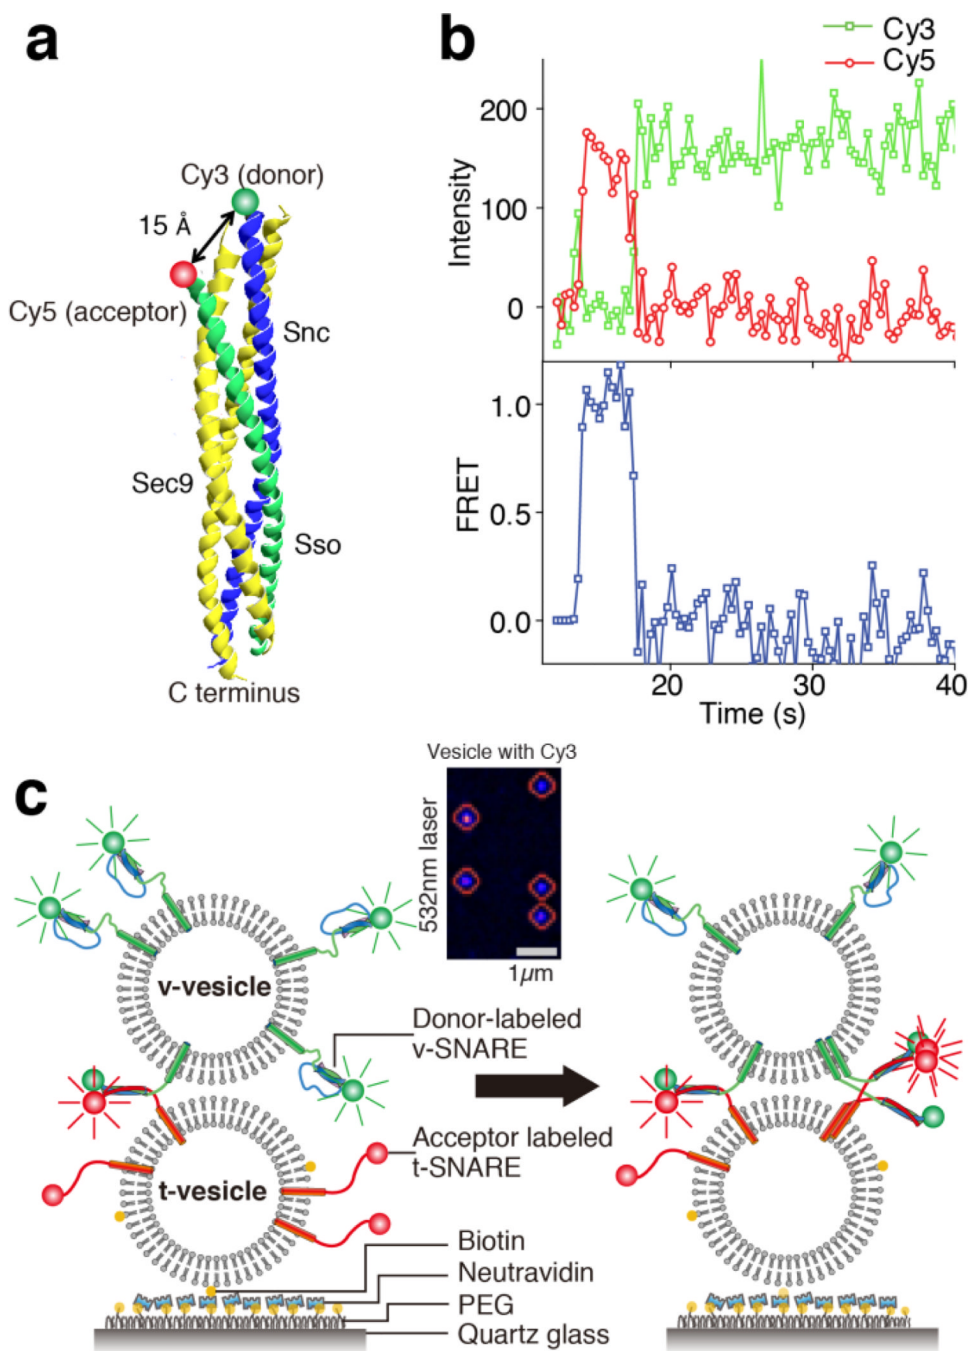 a
Cy3 (donor)
15 Å
Cy5 (acceptor)
Snc
Sec9
Sso
C terminus
b
Cy3
Cy5
Intensity
200
100
0
FRET
1.0
0.5
0.0
20
30
40
Time (s)
c
Vesicle with Cy3
532nm laser
1µm
v-vesicle
Donor-labeled
v-SNARE
Acceptor labeled
t-SNARE
t-vesicle
Biotin
Neutravidin
PEG
Quartz glass